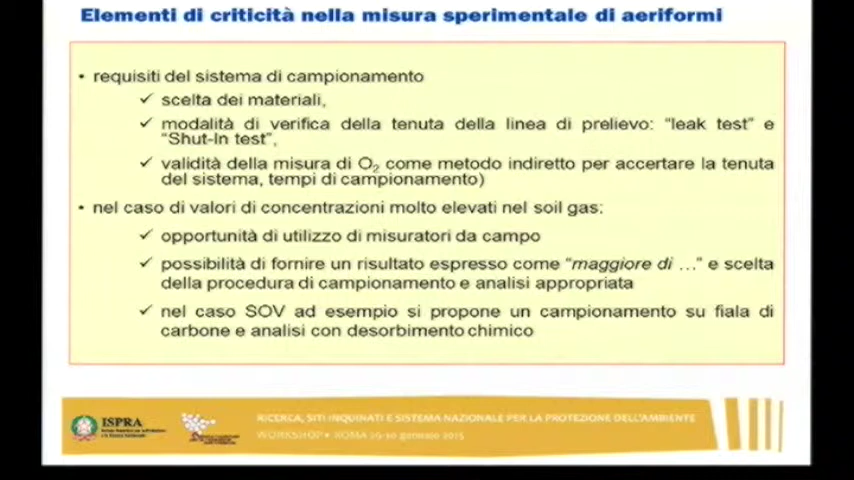 Elementi di criticità nella misura sperimentale di aeriformi
• requisiti del sistema di campionamento
✓ scelta dei materiali,
✓ modalità di verifica della tenuta della linea di prelievo: “leak test” e
“Shut-In test”,
✓ validità della misura di O2 come metodo indiretto per accertare la tenuta
del sistema, tempi di campionamento)
• nel caso di valori di concentrazioni molto elevati nel soil gas:
✓ opportunità di utilizzo di misuratori da campo
✓ possibilità di fornire un risultato espresso come “maggiore di …” e scelta
della procedura di campionamento e analisi appropriata
✓ nel caso SOV ad esempio si propone un campionamento su fiala di
carbone e analisi con desorbimento chimico
ISPRA
RICERCA, SITI INQUINATI E SISTEMA NAZIONALE PER LA PROTEZIONE DELL'AMBIENTE
WORKSHOP • ROMA 29-30 gennaio 2015